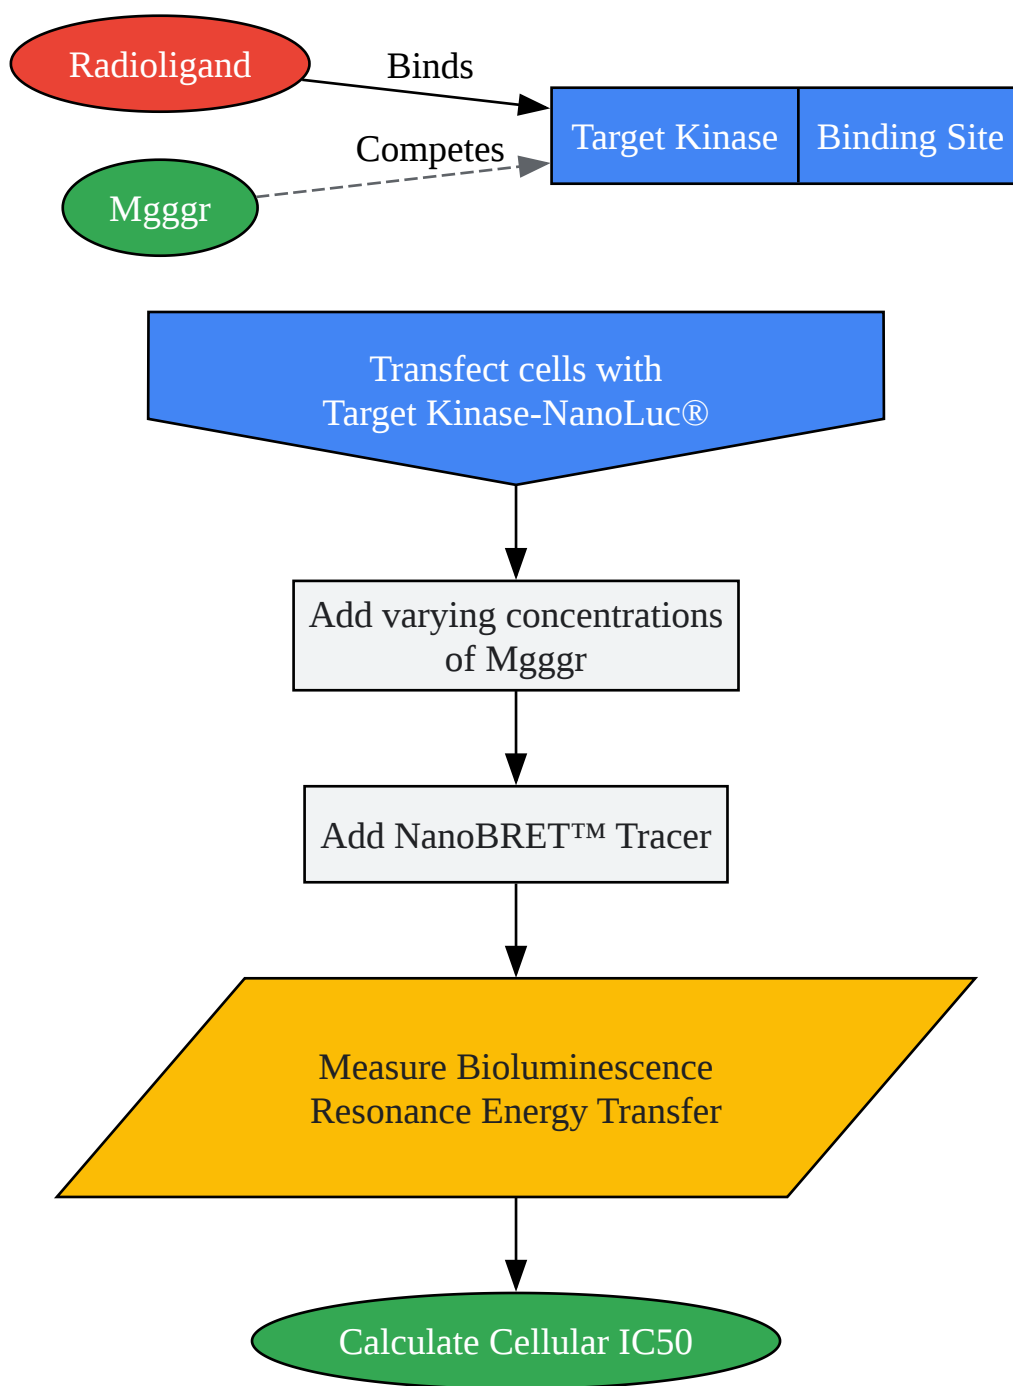 Radioligand
Binds
Target Kinase
Binding Site
Competes
Mgggr
Transfect cells with
Target Kinase-NanoLuc®
Add varying concentrations
of Mgggr
Add NanoBRET™ Tracer
Measure Bioluminescence
Resonance Energy Transfer
Calculate Cellular IC50